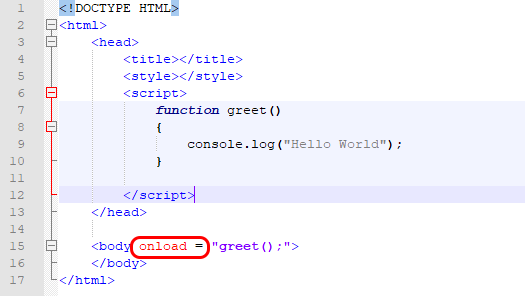 1 <!DOCTYPE HTML>
2 <html>
3 <head>
4 <title></title>
5 <style></style>
6 <script>
7 function greet()
8 {
9 console.log("Hello World");
10 }
11
12 </script>
13 </head>
14
15 <body onload = "greet();">
16 </body>
17 </html>